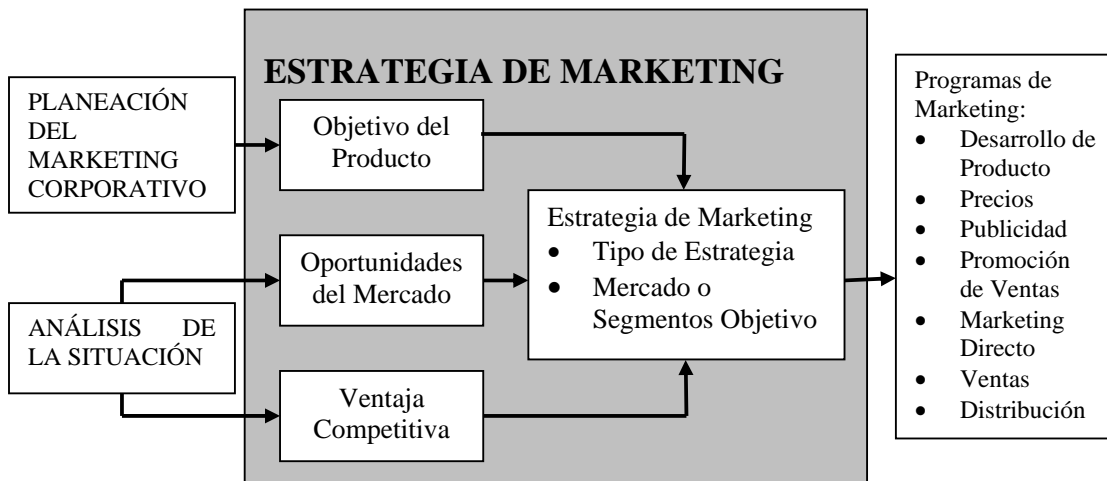 ESTRATEGIA DE MARKETING
PLANEACIÓN
DEL
MARKETING
CORPORATIVO
ANÁLISIS DE
LA SITUACIÓN
Objetivo del
Producto
Oportunidades
del Mercado
Ventaja
Competitiva
Estrategia de Marketing
• Tipo de Estrategia
• Mercado o
Segmentos Objetivo
Programas de
Marketing:
• Desarrollo de
Producto
• Precios
• Publicidad
• Promoción
de Ventas
• Marketing
Directo
• Ventas
• Distribución